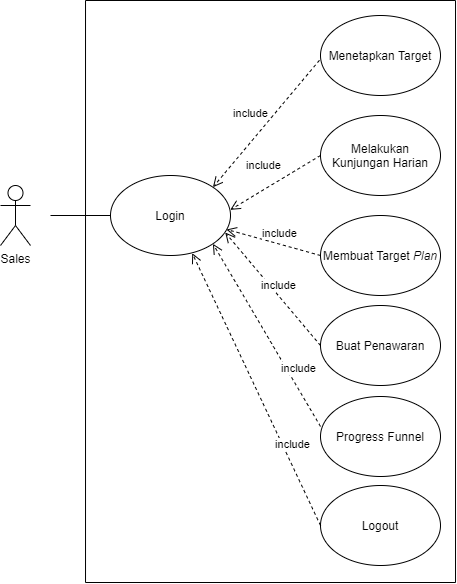 Menetapkan Target
include
Melakukan
Kunjungan Harian
include
Login
include
Membuat Target Plan
Sales
include
Buat Penawaran
include
Progress Funnel
include
Logout